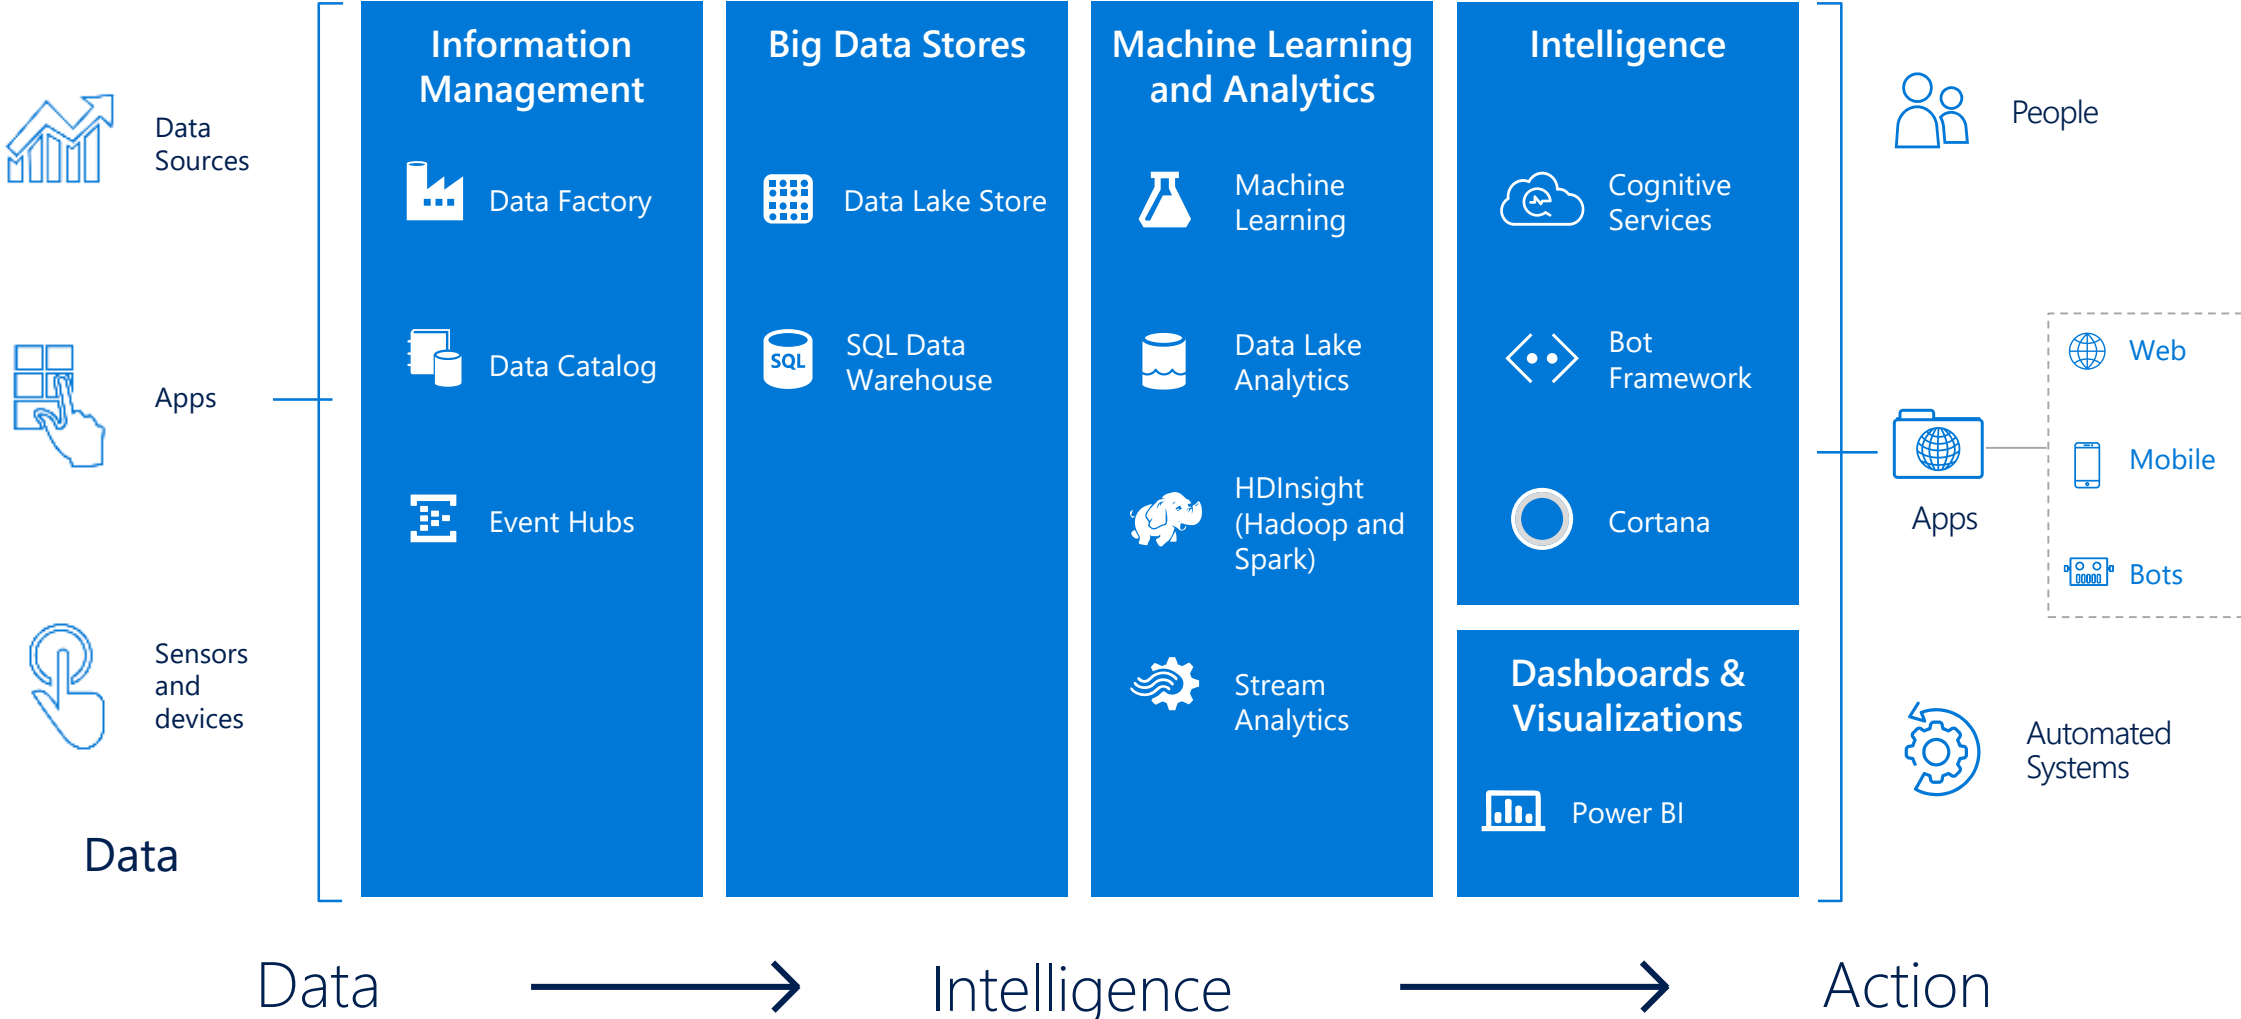 Data
Sources
Apps
Sensors
and
devices
Data
Information
Management
Data Factory
Data Catalog
Event Hubs
Big Data Stores
Data Lake Store
SQL
SQL Data
Warehouse
Machine Learning
and Analytics
Machine
Learning
Data Lake
Analytics
HDInsight
(Hadoop and
Spark)
Stream
Analytics
Intelligence
Cognitive
Services
Bot
Framework
Cortana
Dashboards &
Visualizations
Power BI
People
Apps
Web
Mobile
Bots
Automated
Systems
Data
Intelligence
Action